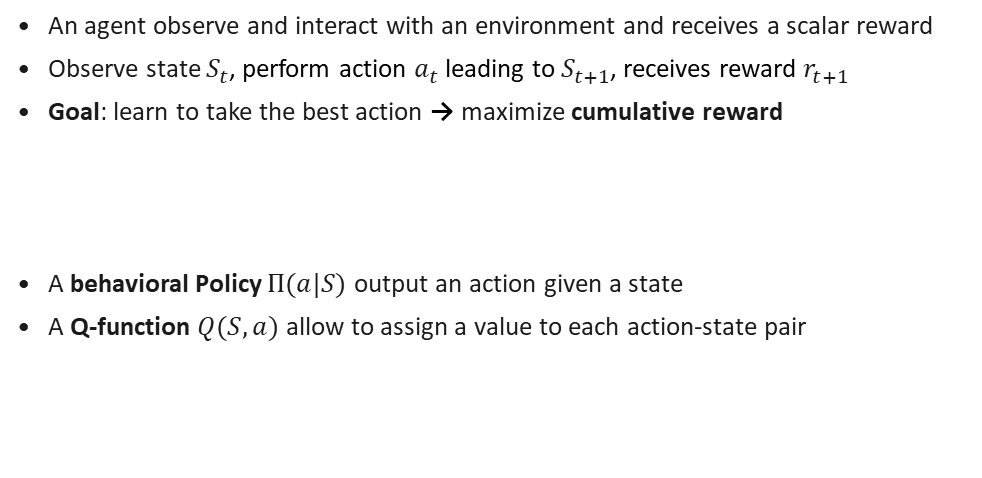 • An agent observe and interact with an environment and receives a scalar reward
• Observe state S_t, perform action a_t leading to S_{t+1}, receives reward r_{t+1}
• Goal: learn to take the best action → maximize cumulative reward
• A behavioral Policy Π(a|S) output an action given a state
• A Q-function Q(S, a) allow to assign a value to each action-state pair